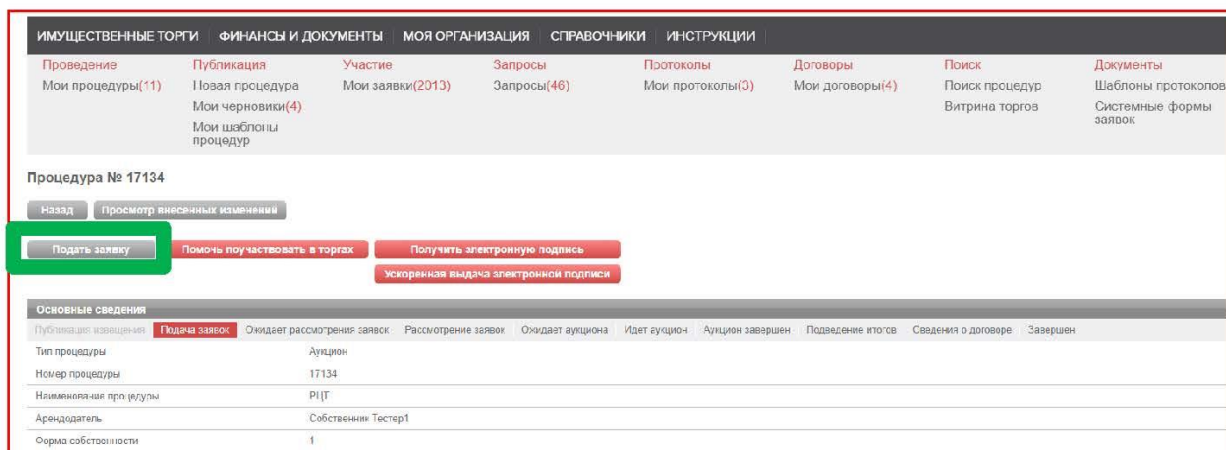 ИМУЩЕСТВЕННЫЕ ТОРГИ ФИНАНСЫ И ДОКУМЕНТЫ МОЯ ОРГАНИЗАЦИЯ СПРАВОЧНИКИ ИНСТРУКЦИИ
Проведение Публикация Участие Запросы Протоколы Договоры Поиск Документы
Мои процедуры(11) Новая процедура Мои заявки(2013) Запросы(46) Мои протоколы(3) Мои договоры(4) Поиск процедур Шаблоны протоколов
Мои черновики(4) Витрина торгов Системные формы
заявок
Мои шаблоны
процедур
Процедура № 17134
Назад Просмотр внесенных изменений
Подать заявку Помочь поучаствовать в торгах Получить электронную подпись
Ускоренная выдача электронной подписи
Основные сведения
Публикация извещения Подача заявок Ожидает рассмотрения заявок Рассмотрение заявок Ожидает аукциона Идет аукцион Аукцион завершен Подведение итогов Сведения о договоре Завершен
Тип процедуры Аукцион
Номер процедуры 17134
Наименование процедуры РЦТ
Арендодатель Собственник Тестер1
Форма собственности 1